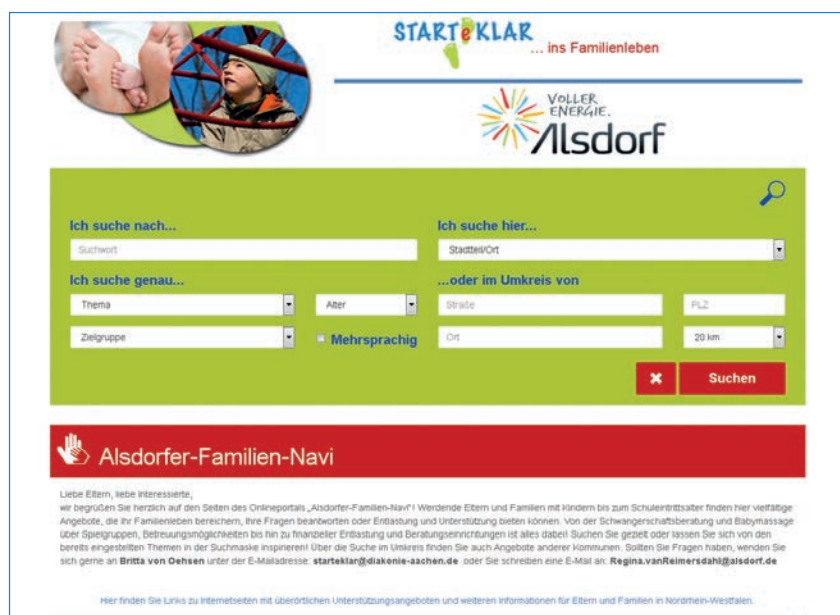 STARTeKLAR
... ins Familienleben
VOLLER
ENERGIE.
Alsdorf
Ich suche nach...
Suchwort
Ich suche hier...
Stadtteil/Ort
Ich suche genau...
Thema
Alter
Zielgruppe
Mehrsprachig
...oder im Umkreis von
Straße
PLZ
Ort
20 km
Suchen
Alsdorfer-Familien-Navi
Liebe Eltern, liebe Interessierte,
wir begrüßen Sie herzlich auf den Seiten des Onlineportals „Alsdorfer-Familien-Navi“! Werdende Eltern und Familien mit Kindern bis zum Schuleintrittsalter finden hier vielfältige
Angebote, die ihr Familienleben bereichern, Ihre Fragen beantworten oder Entlastung und Unterstützung bieten können. Von der Schwangerschaftsberatung und Babymassage
über Spielgruppen, Betreuungsmöglichkeiten bis hin zu finanzieller Entlastung und Beratungseinrichtungen ist alles dabei! Suchen Sie gezielt oder lassen Sie sich von den
bereits eingestellten Themen in der Suchmaske inspirieren! Über die Suche im Umkreis finden Sie auch Angebote anderer Kommunen. Sollten Sie Fragen haben, wenden Sie
sich gerne an Britta von Oehsen unter der E-Mailadresse: starteklar@diakonie-aachen.de oder Sie schreiben eine E-Mail an: Regina.vanReimersdahl@alsdorf.de
Hier finden Sie Links zu Internetseiten mit überörtlichen Unterstützungsangeboten und weiteren Informationen für Eltern und Familien in Nordrhein-Westfalen.